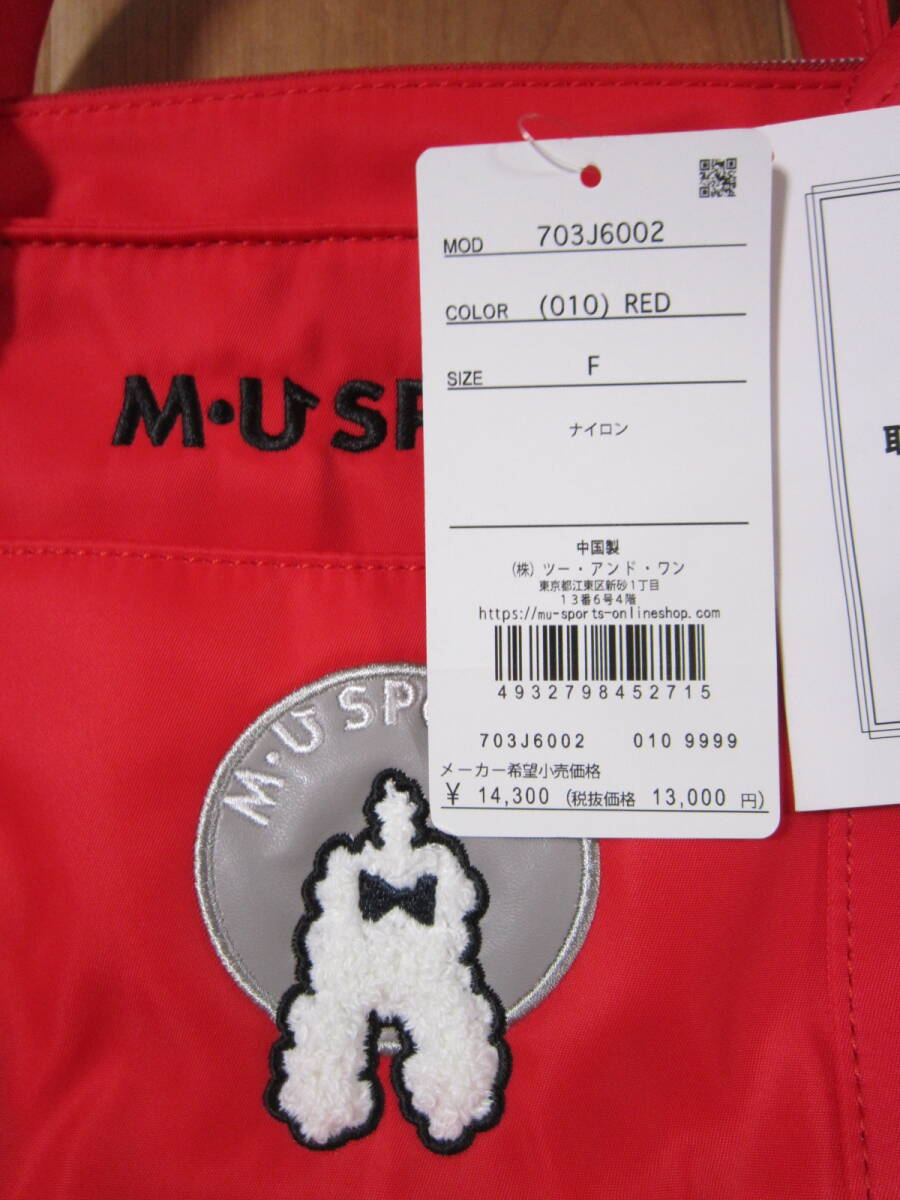 MOD 703J6002
COLOR (010) RED
SIZE F
ナイロン
中国製
(株) ツー・アンド・ワン
東京都江東区新砂1丁目
13番6号4階
https://mu-sports-onlineshop.com
4932798452715
703J6002 010 9999
メーカー希望小売価格
¥ 14,300 (税抜価格 13,000 円)
M・U SP
M・U SPO